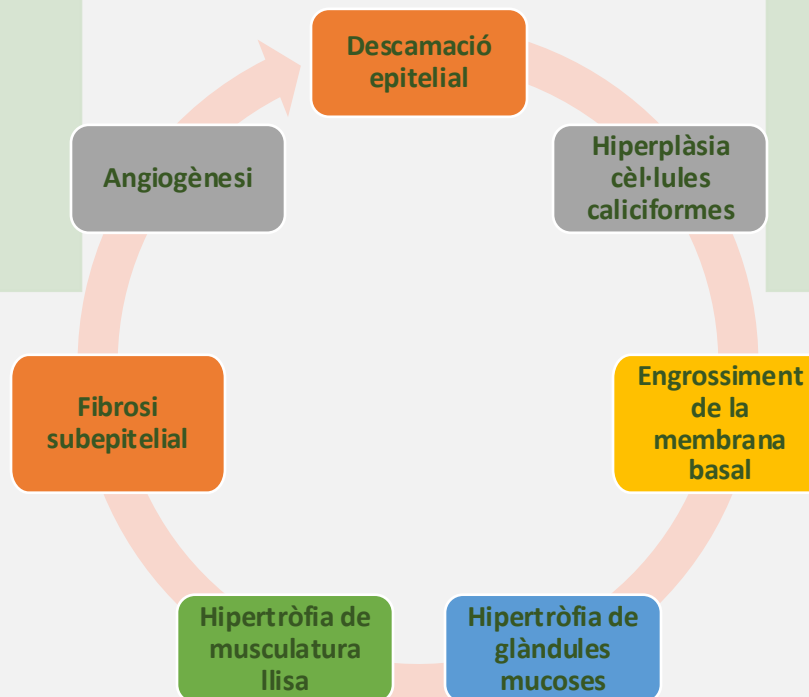 Descamació
epitelial
Hiperplàsia
cèl·lules
caliciformes
Engrossiment
de la
membrana
basal
Hipertròfia de
glàndules
mucoses
Hipertròfia de
musculatura
llisa
Fibrosi
subepitelial
Angiogènesi